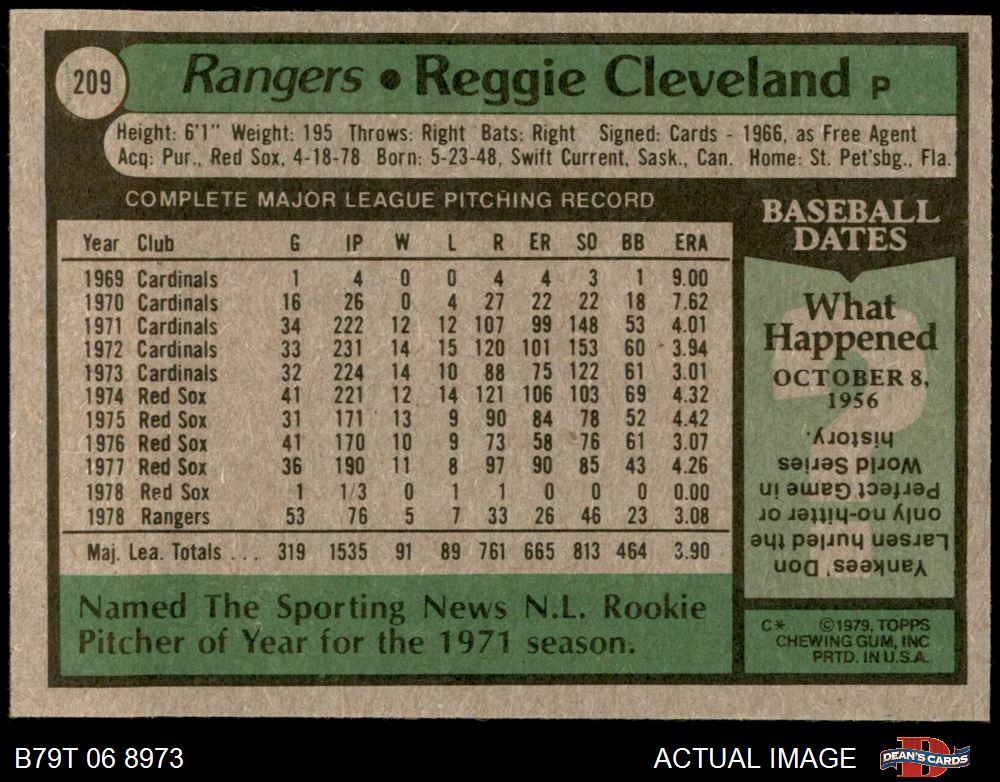 209
Rangers • Reggie Cleveland P
Height: 6'1" Weight: 195 Throws: Right Bats: Right Signed: Cards - 1966, as Free Agent
Acq: Pur., Red Sox, 4-18-78 Born: 5-23-48, Swift Current, Sask., Can. Home: St. Pet'sbg., Fla.
COMPLETE MAJOR LEAGUE PITCHING RECORD
Year Club G IP W L R ER SO BB ERA
1969 Cardinals 1 4 0 0 4 4 3 1 9.00
1970 Cardinals 16 26 0 4 27 22 22 18 7.62
1971 Cardinals 34 222 12 12 107 99 148 53 4.01
1972 Cardinals 33 231 14 15 120 101 153 60 3.94
1973 Cardinals 32 224 14 10 88 75 122 61 3.01
1974 Red Sox 41 221 12 14 121 106 103 69 4.32
1975 Red Sox 31 171 13 9 90 84 78 52 4.42
1976 Red Sox 41 170 10 9 73 58 76 61 3.07
1977 Red Sox 36 190 11 8 97 90 85 43 4.26
1978 Red Sox 1 1/3 0 1 1 0 0 0 0.00
1978 Rangers 53 76 5 7 33 26 46 23 3.08
Maj. Lea. Totals . . . 319 1535 91 89 761 665 813 464 3.90
Named The Sporting News N.L. Rookie
Pitcher of Year for the 1971 season.
BASEBALL
DATES
What
Happened
OCTOBER 8,
1956
Yankees' Don
Larsen hurled the
only no-hitter or
Perfect Game in
World Series
history.
C* ©1979, TOPPS
CHEWING GUM, INC
PRTD. IN U.S.A.
B79T 06 8973
ACTUAL IMAGE
DEAN'S CARDS